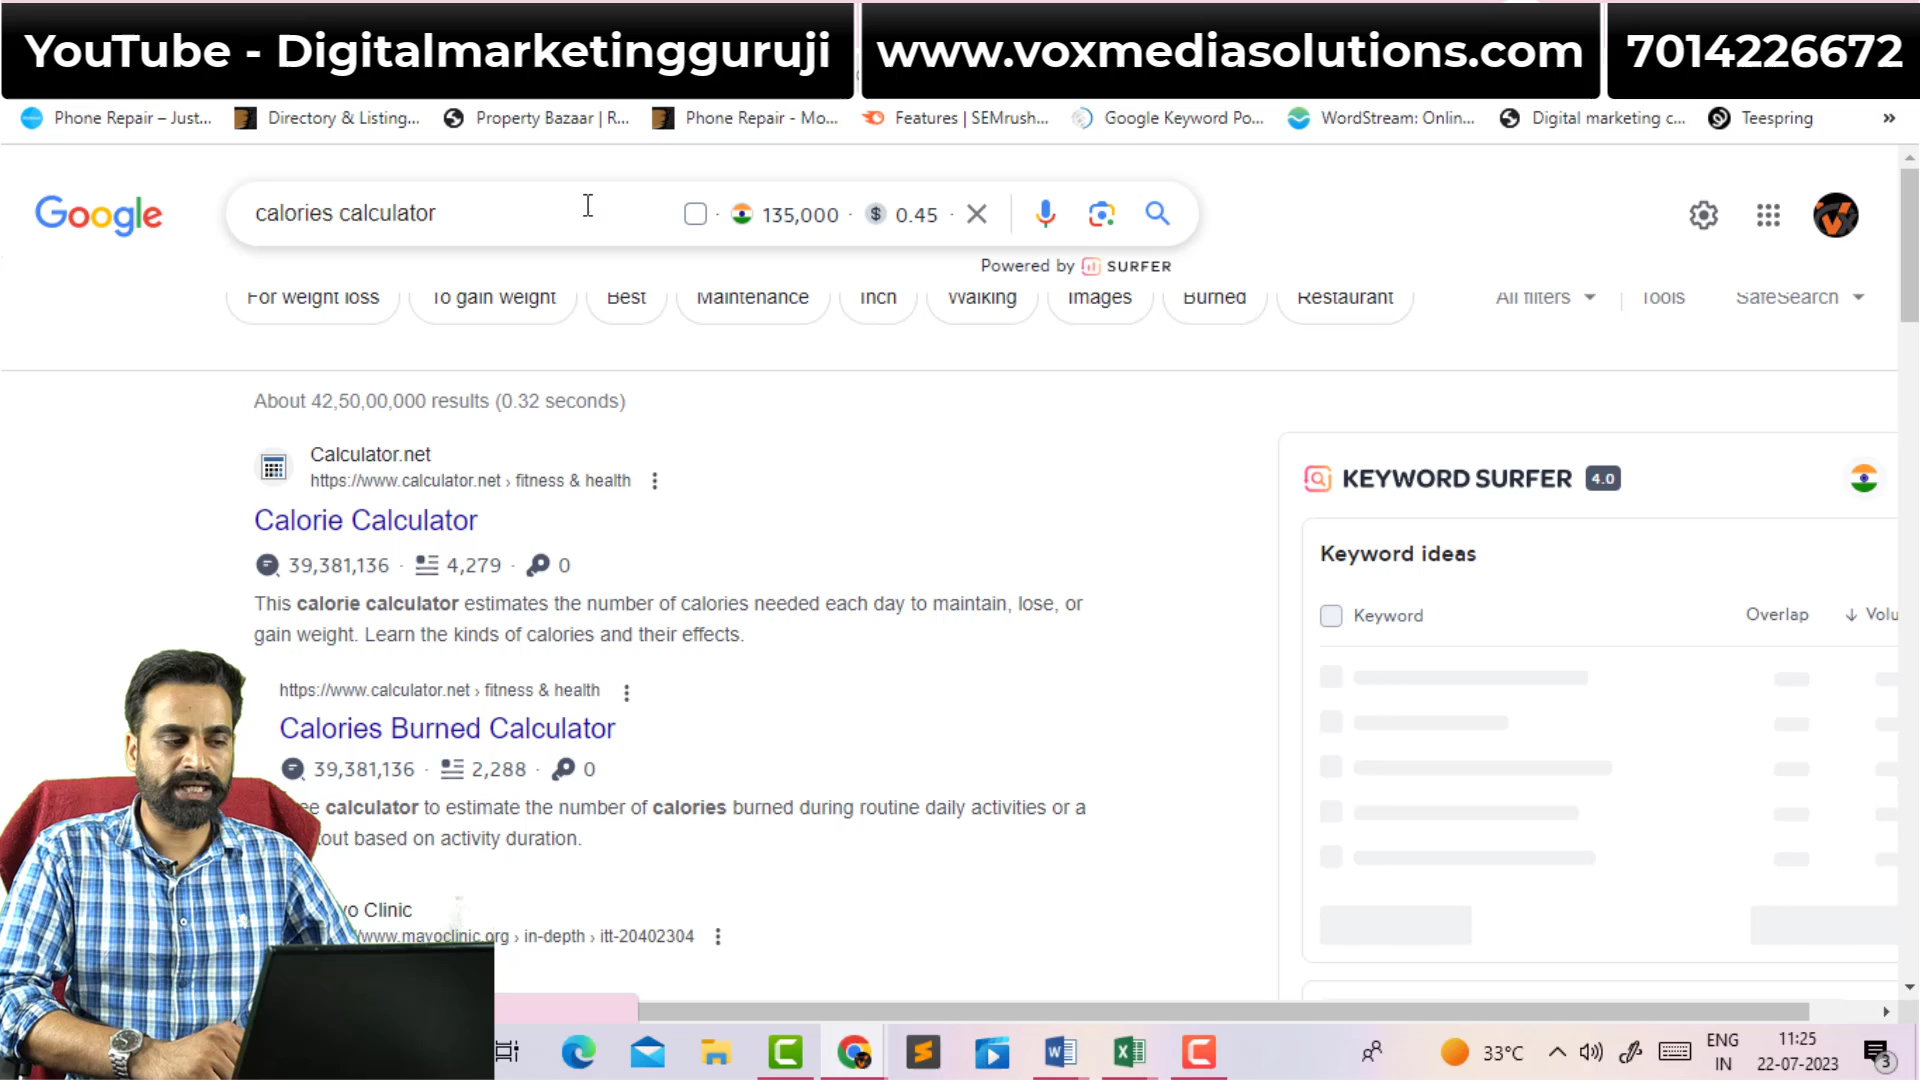 YouTube - Digitalmarketingguruji
www.voxmediasolutions.com
7014226672
Phone Repair – Just...
Directory & Listing...
Property Bazaar | R...
Phone Repair - Mo...
Features | SEMrush...
Google Keyword Po...
WordStream: Onlin...
Digital marketing c...
Teespring
»
Google
calories calculator
135,000 · $ 0.45
Powered by SURFER
For weight loss
To gain weight
Best
Maintenance
Inch
Walking
Images
Burned
Restaurant
All filters
Tools
SafeSearch
About 42,50,00,000 results (0.32 seconds)
Calculator.net
https://www.calculator.net › fitness & health
Calorie Calculator
39,381,136 · 4,279 · 0
This calorie calculator estimates the number of calories needed each day to maintain, lose, or
gain weight. Learn the kinds of calories and their effects.
https://www.calculator.net › fitness & health
Calories Burned Calculator
39,381,136 · 2,288 · 0
calculator to estimate the number of calories burned during routine daily activities or a
based on activity duration.
Clinic
www.mayoclinic.org › in-depth › itt-20402304
KEYWORD SURFER 4.0
Keyword ideas
Keyword
Overlap
Volu
33°C
ENG
IN
11:25
22-07-2023
3